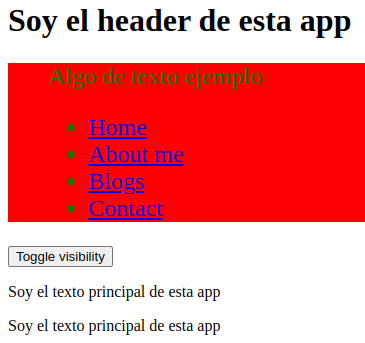 Soy el header de esta app
Algo de texto ejemplo
Home
About me
Blogs
Contact
Toggle visibility
Soy el texto principal de esta app
Soy el texto principal de esta app